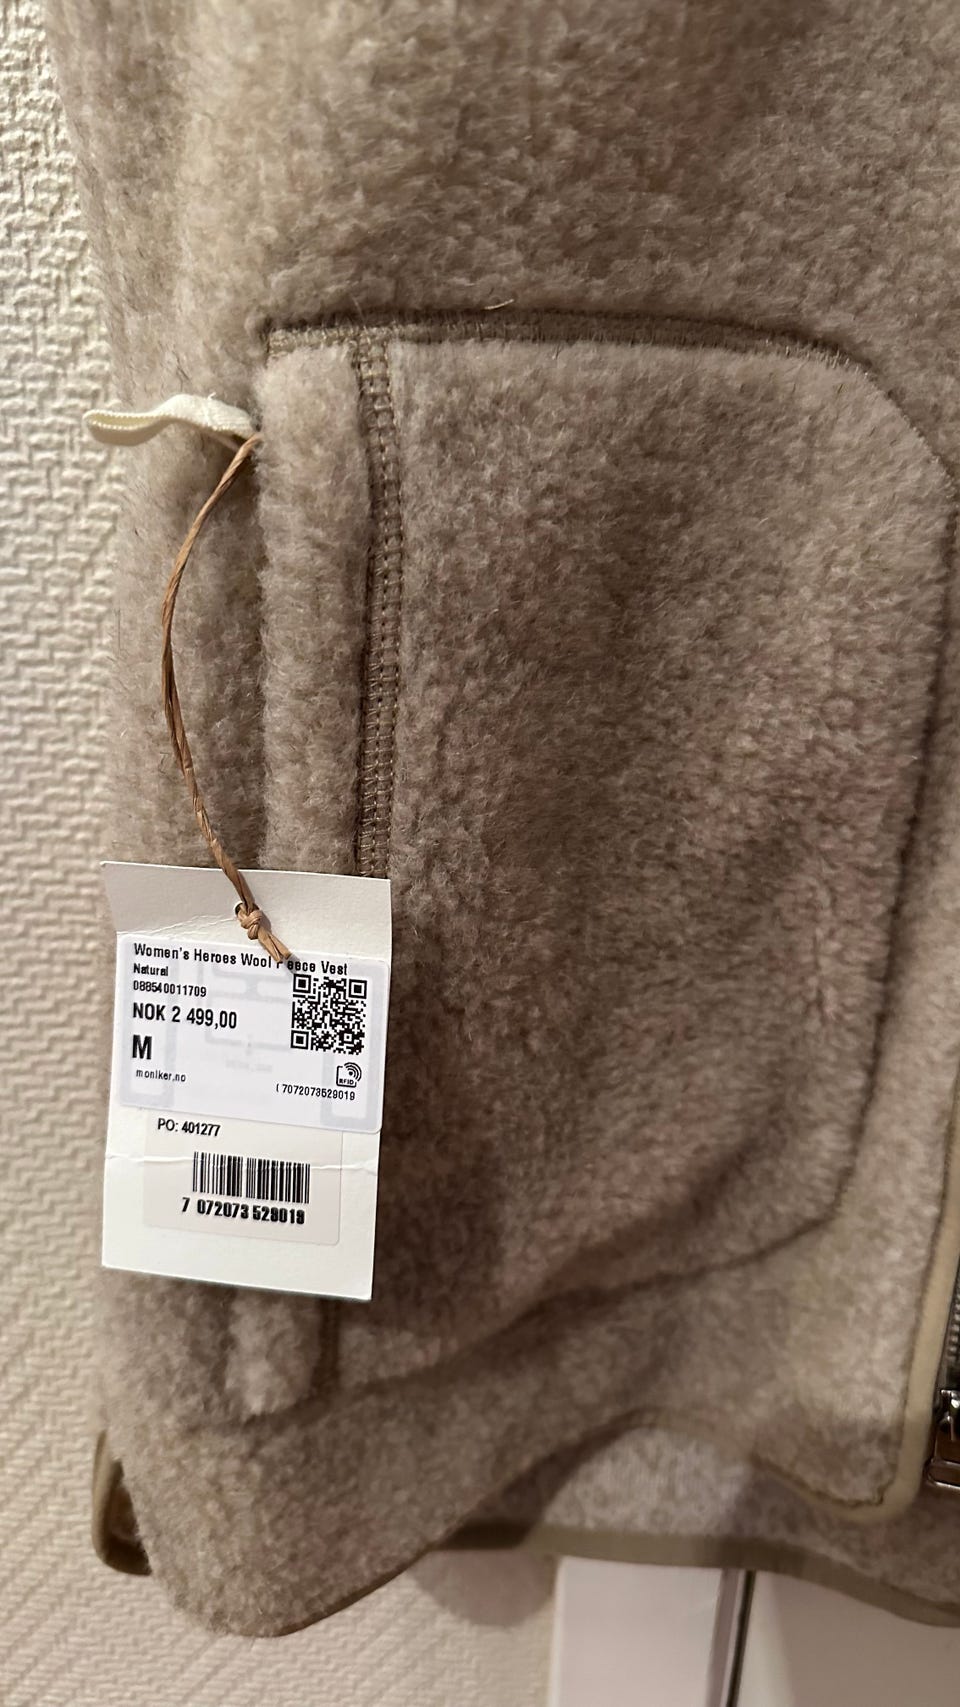 Women's Heroes Wool Fleece Vest
Natural
088540011709
NOK 2 499,00
M
RFID
moniker.no
( 7072073529019
PO: 401277
7 072073 529019